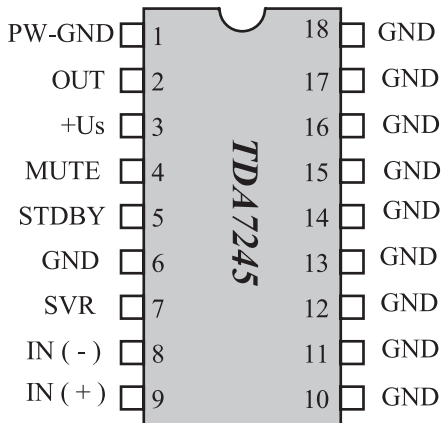 PW-GND 1 18 GND
OUT 2 17 GND
+Us 3 16 GND
MUTE 4 15 GND
STDBY 5 14 GND
GND 6 13 GND
SVR 7 12 GND
IN ( - ) 8 11 GND
IN ( + ) 9 10 GND
TDA7245